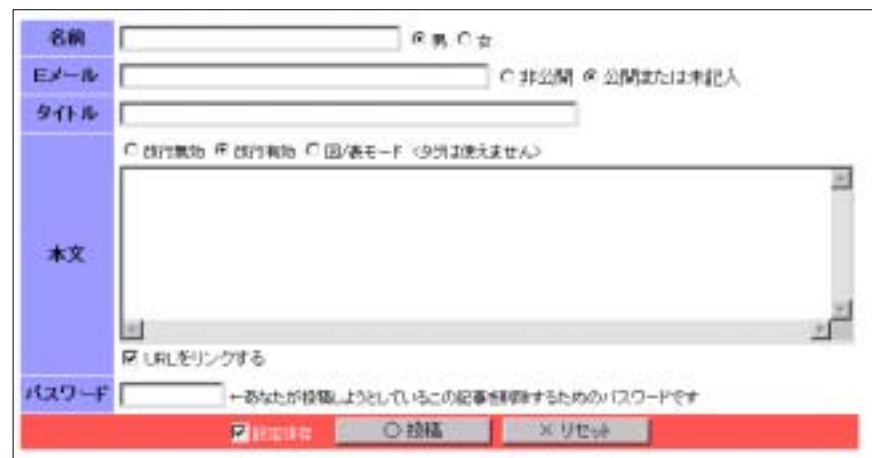 名前 男 女
Eメール 非公開 公開または未記入
タイトル
改行無効 改行有効 図/表モード (タグは使えません)
本文
URLをリンクする
パスワード ←あなたが投稿しようとしているこの記事を削除するためのパスワードです
設定保存 ○投稿 ×リセット